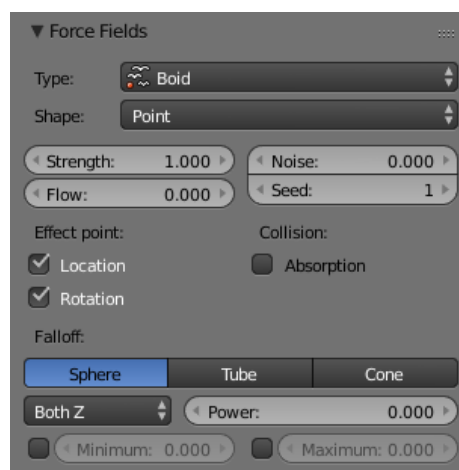 Force Fields
Type: Boid
Shape: Point
Strength: 1.000 Noise: 0.000
Flow: 0.000 Seed: 1
Effect point: Collision:
Location Absorption
Rotation
Falloff:
Sphere Tube Cone
Both Z Power: 0.000
Minimum: 0.000 Maximum: 0.000